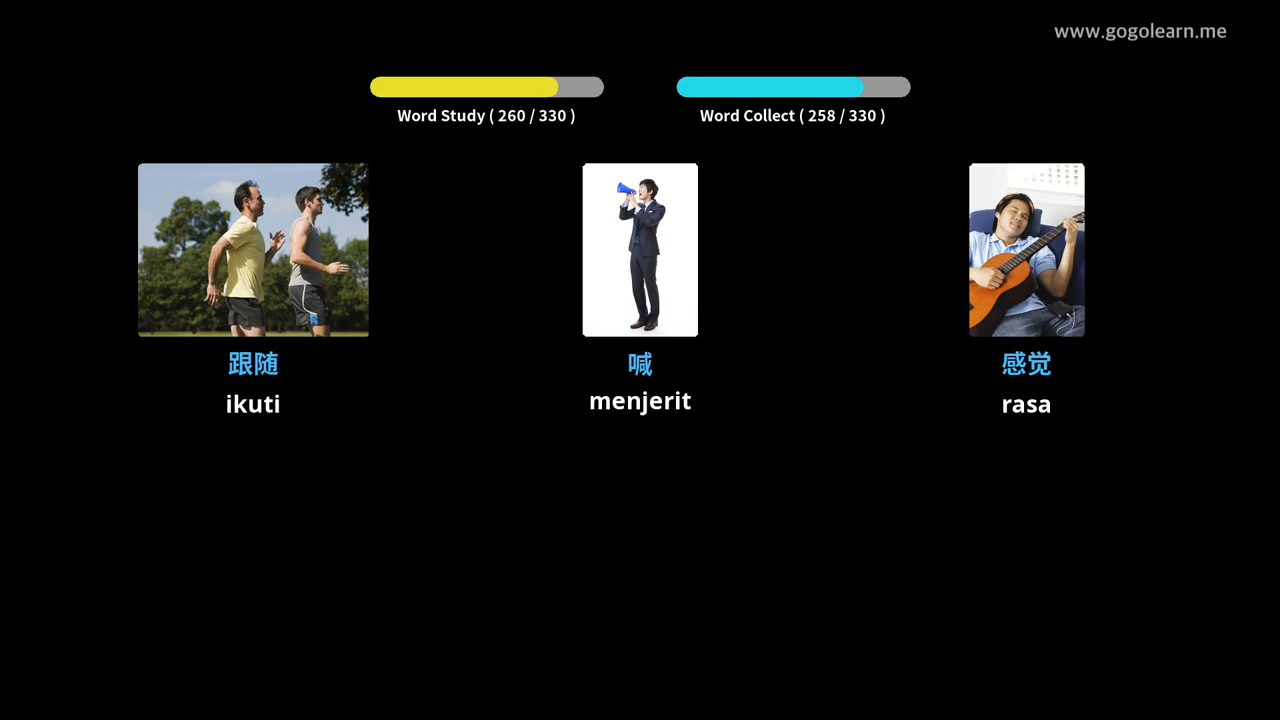 www.gogolearn.me
Word Study ( 260 / 330 )
Word Collect ( 258 / 330 )
跟随
喊
感觉
ikuti
menjerit
rasa